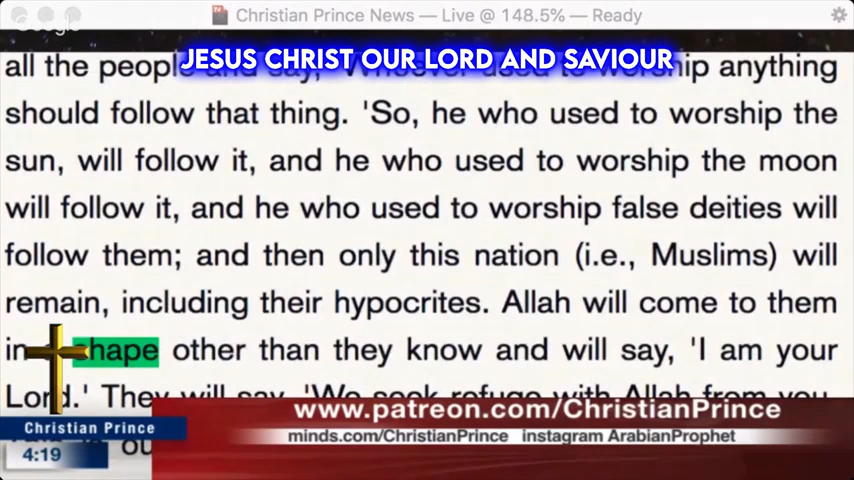 Christian Prince News — Live @ 148.5% — Ready
Google
JESUS CHRIST OUR LORD AND SAVIOUR
all the people say, 'Whoever used to worship anything
should follow that thing. 'So, he who used to worship the
sun, will follow it, and he who used to worship the moon
will follow it, and he who used to worship false deities will
follow them; and then only this nation (i.e., Muslims) will
remain, including their hypocrites. Allah will come to them
in shape other than they know and will say, 'I am your
Lord.' They will say, 'We seek refuge with Allah from you.
www.patreon.com/ChristianPrince
Christian Prince
minds.com/ChristianPrince instagram ArabianProphet
4:19